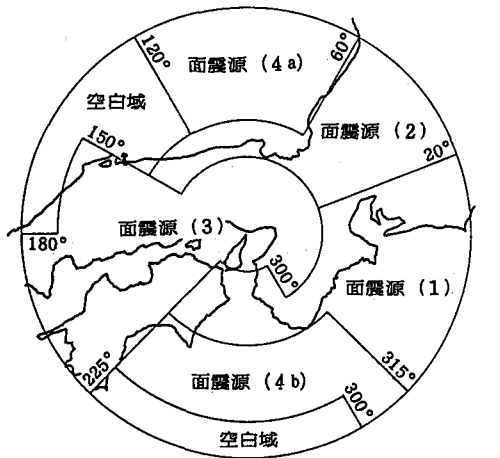 120°
面震源 (4a)
60°
空白域
面震源 (2)
150°
20°
面震源 (3)
180°
300°
面震源 (1)
225°
315°
面震源 (4b)
300°
空白域